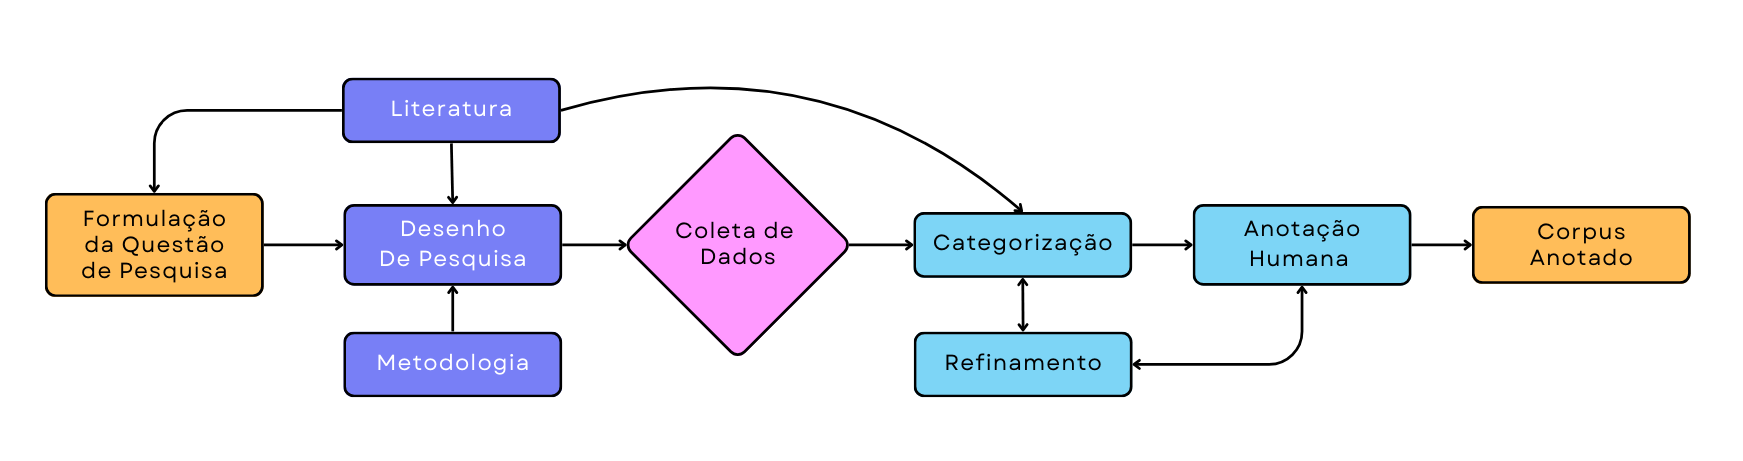 Literatura
Formulação
da Questão
de Pesquisa
Desenho
De Pesquisa
Metodologia
Coleta de
Dados
Categorização
Refinamento
Anotação
Humana
Corpus
Anotado